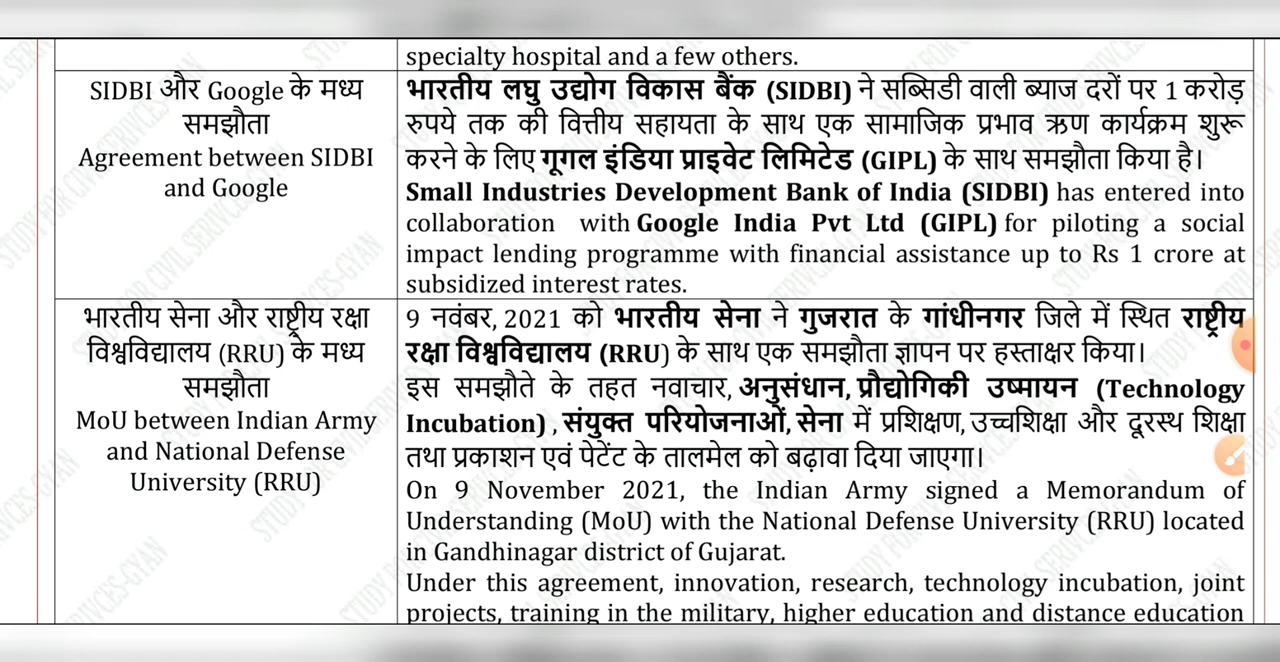 specialty hospital and a few others.
SIDBI और Google के मध्य
समझौता
Agreement between SIDBI
and Google
भारतीय लघु उद्योग विकास बैंक (SIDBI) ने सब्सिडी वाली ब्याज दरों पर 1 करोड़
रुपये तक की वित्तीय सहायता के साथ एक सामाजिक प्रभाव ऋण कार्यक्रम शुरू
करने के लिए गूगल इंडिया प्राइवेट लिमिटेड (GIPL) के साथ समझौता किया है।
Small Industries Development Bank of India (SIDBI) has entered into
collaboration with Google India Pvt Ltd (GIPL) for piloting a social
impact lending programme with financial assistance up to Rs 1 crore at
subsidized interest rates.
भारतीय सेना और राष्ट्रीय रक्षा
विश्वविद्यालय (RRU) के मध्य
समझौता
MoU between Indian Army
and National Defense
University (RRU)
9 नवंबर, 2021 को भारतीय सेना ने गुजरात के गांधीनगर जिले में स्थित राष्ट्रीय
रक्षा विश्वविद्यालय (RRU) के साथ एक समझौता ज्ञापन पर हस्ताक्षर किया।
इस समझौते के तहत नवाचार, अनुसंधान, प्रौद्योगिकी उष्मायन (Technology
Incubation) , संयुक्त परियोजनाओं, सेना में प्रशिक्षण, उच्चशिक्षा और दूरस्थ शिक्षा
तथा प्रकाशन एवं पेटेंट के तालमेल को बढ़ावा दिया जाएगा।
On 9 November 2021, the Indian Army signed a Memorandum of
Understanding (MoU) with the National Defense University (RRU) located
in Gandhinagar district of Gujarat.
Under this agreement, innovation, research, technology incubation, joint
projects, training in the military, higher education and distance education